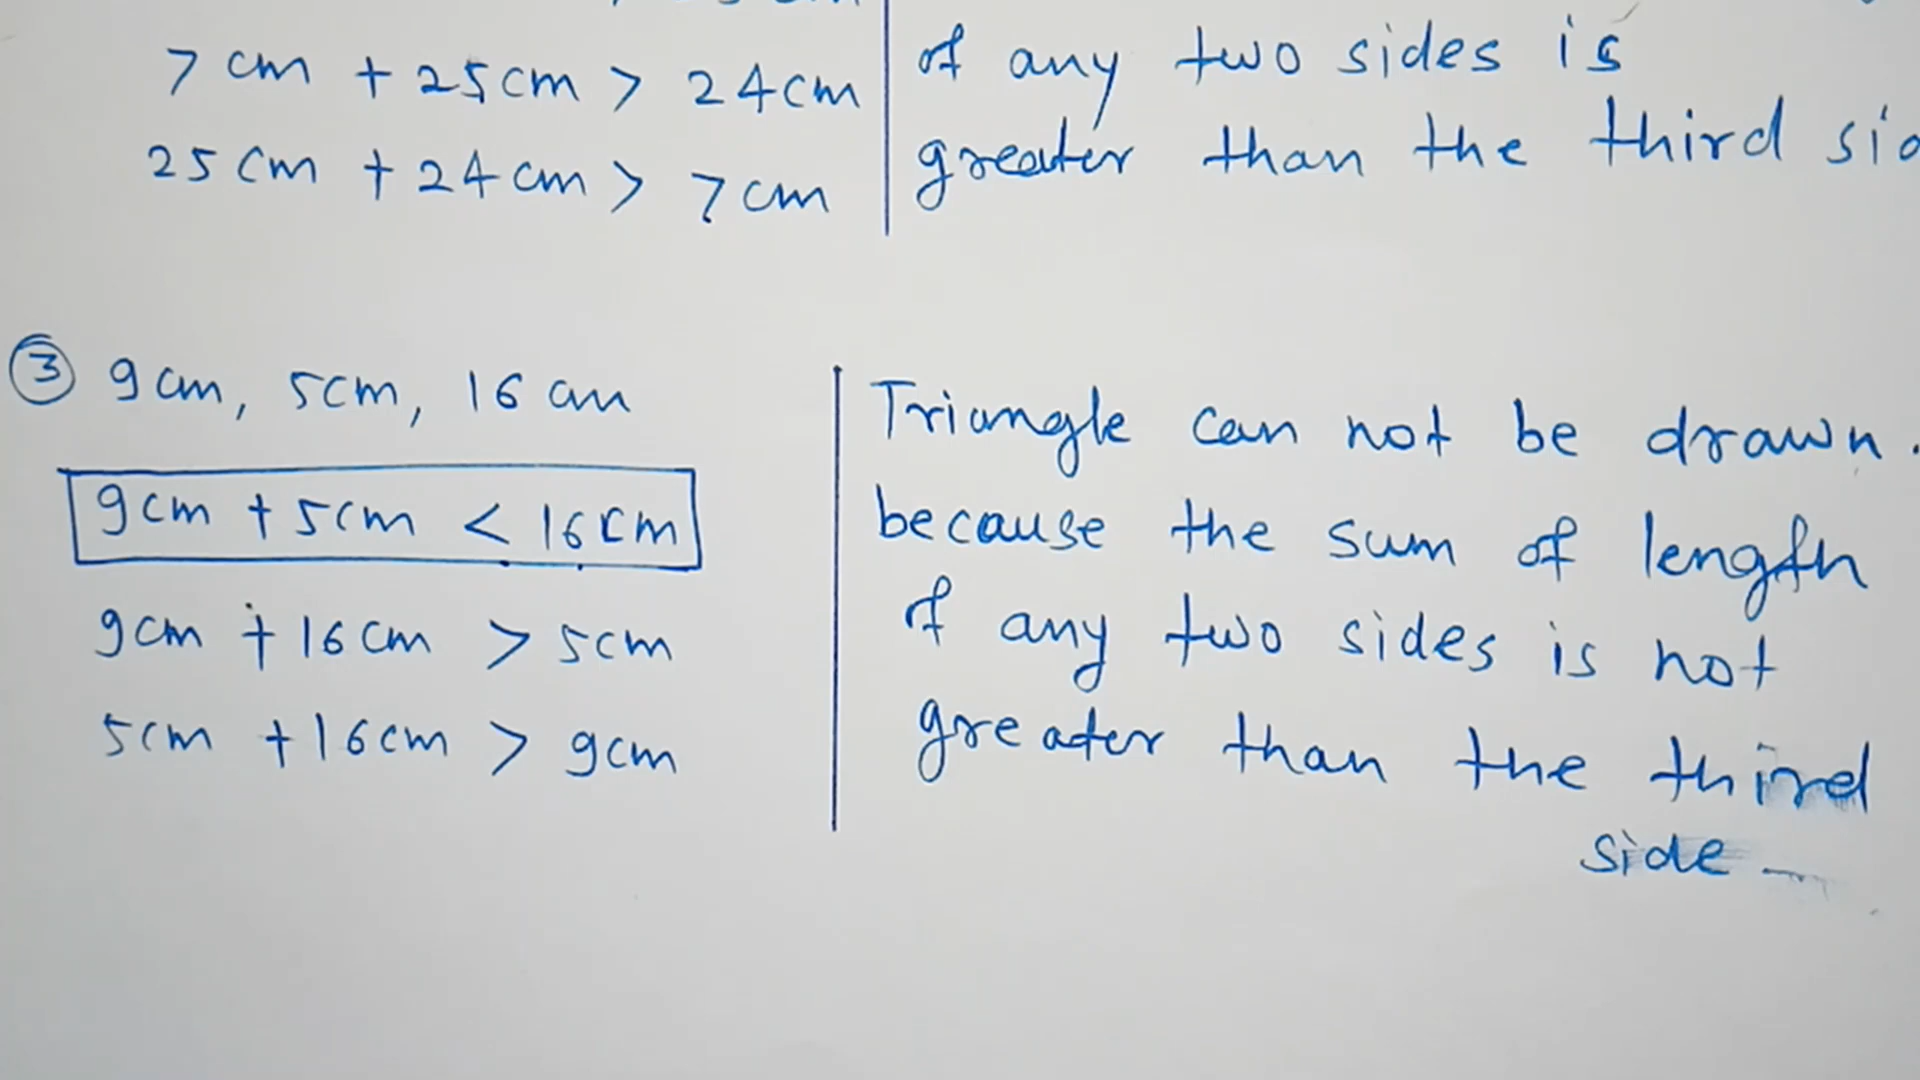 7 cm + 25 cm > 24 cm
25 cm + 24 cm > 7 cm
of any two sides is
greater than the third
③ 9 cm, 5 cm, 16 cm
9 cm + 5 cm < 16 cm
9 cm + 16 cm > 5 cm
5 cm + 16 cm > 9 cm
Triangle can not be drawn.
because the sum of length
of any two sides is not
greater than the third
side